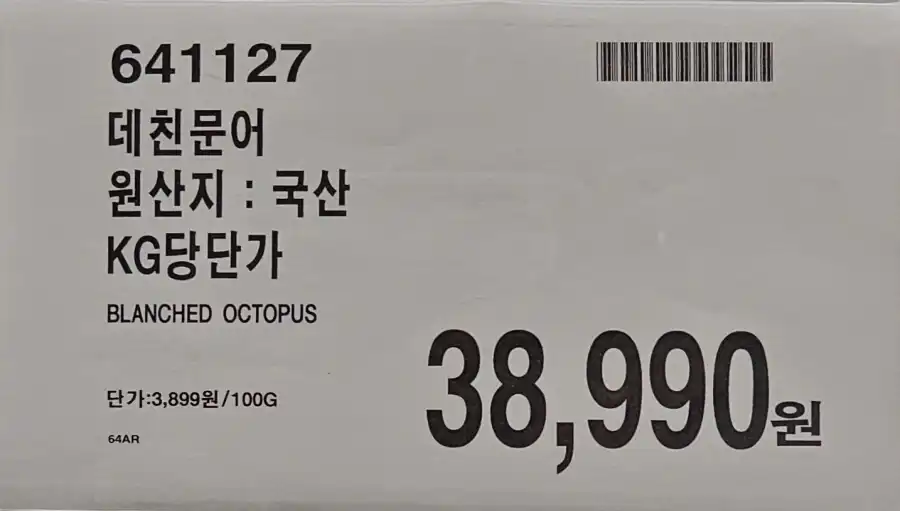 641127
데친문어
원산지 : 국산
KG당단가
BLANCHED OCTOPUS
38,990원
단가:3,899원/100G
64AR